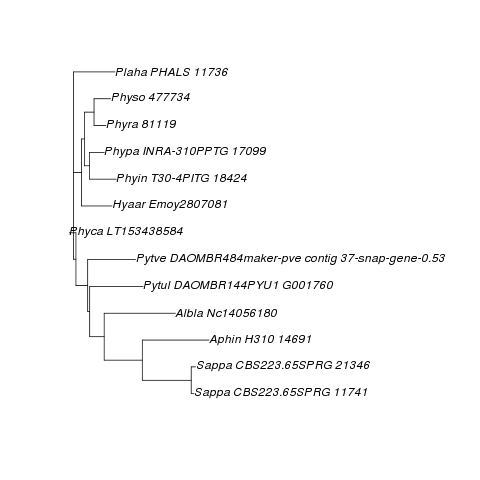 Plaha PHALS 11736
Physo 477734
Phyra 81119
Phypa INRA-310PPTG 17099
Phyin T30-4PITG 18424
Hyaar Emoy2807081
Phyca LT153438584
Pytve DAOMBR484maker-pve contig 37-snap-gene-0.53
Pytul DAOMBR144PYU1 G001760
Albla Nc14056180
Aphin H310 14691
Sappa CBS223.65SPRG 21346
Sappa CBS223.65SPRG 11741